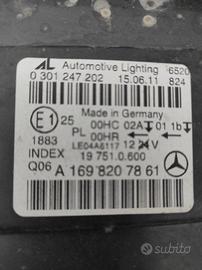 AL Automotive Lighting 6520
0 301 247 202 15.06.11 824
Made in Germany
E1 25 00HC 02A 01 1b
PL 00HR
1883 LE04A6117 12 V
INDEX 19 751.0.600
Q06 A 169 820 78 61
subito